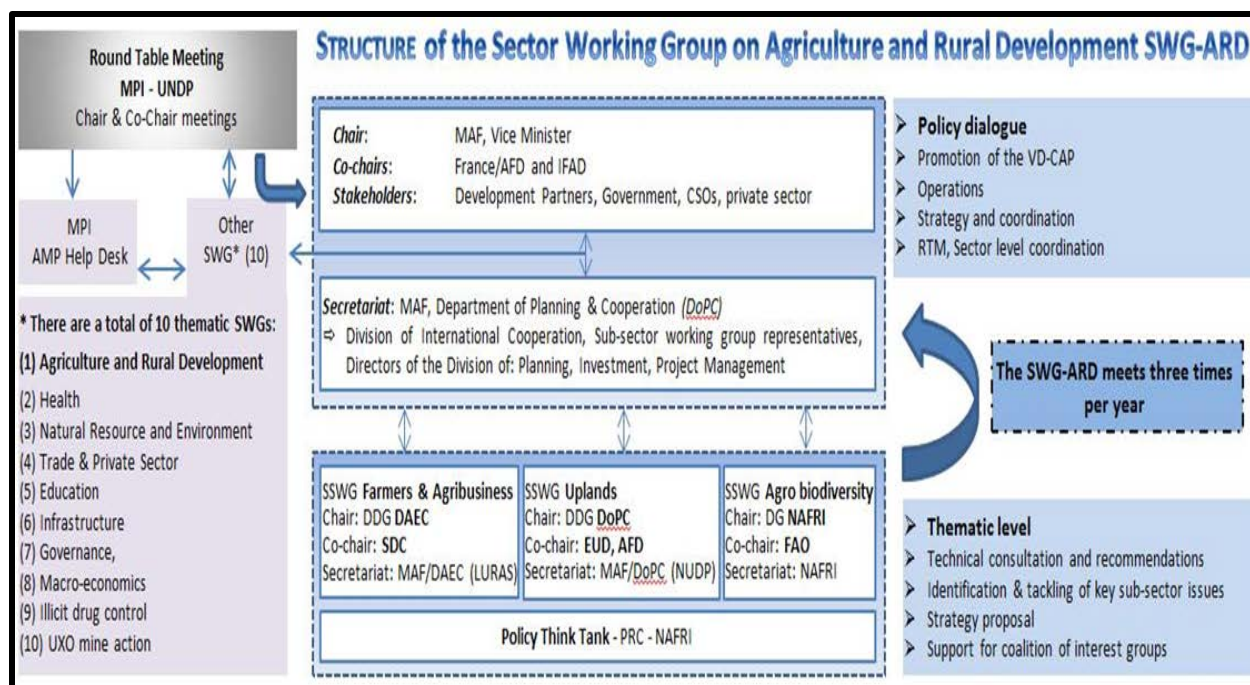 STRUCTURE of the Sector Working Group on Agriculture and Rural Development SWG-ARD
Round Table Meeting
MPI - UNDP
Chair & Co-Chair meetings
MPI
AMP Help Desk
Other
SWG* (10)
* There are a total of 10 thematic SWGs:
(1) Agriculture and Rural Development
(2) Health
(3) Natural Resource and Environment
(4) Trade & Private Sector
(5) Education
(6) Infrastructure
(7) Governance,
(8) Macro-economics
(9) Illicit drug control
(10) UXO mine action
Chair: MAF, Vice Minister
Co-chairs: France/AFD and IFAD
Stakeholders: Development Partners, Government, CSOs, private sector
Secretariat: MAF, Department of Planning & Cooperation (DoPC)
⇨ Division of International Cooperation, Sub-sector working group representatives,
Directors of the Division of: Planning, Investment, Project Management
SSWG Farmers & Agribusiness
Chair: DDG DAEC
Co-chair: SDC
Secretariat: MAF/DAEC (LURAS)
SSWG Uplands
Chair: DDG DoPC
Co-chair: EUD, AFD
Secretariat: MAF/DoPC (NUDP)
SSWG Agro biodiversity
Chair: DG NAFRI
Co-chair: FAO
Secretariat: NAFRI
Policy Think Tank - PRC - NAFRI
➢ Policy dialogue
➢ Promotion of the VD-CAP
➢ Operations
➢ Strategy and coordination
➢ RTM, Sector level coordination
The SWG-ARD meets three times
per year
➢ Thematic level
➢ Technical consultation and recommendations
➢ Identification & tackling of key sub-sector issues
➢ Strategy proposal
➢ Support for coalition of interest groups